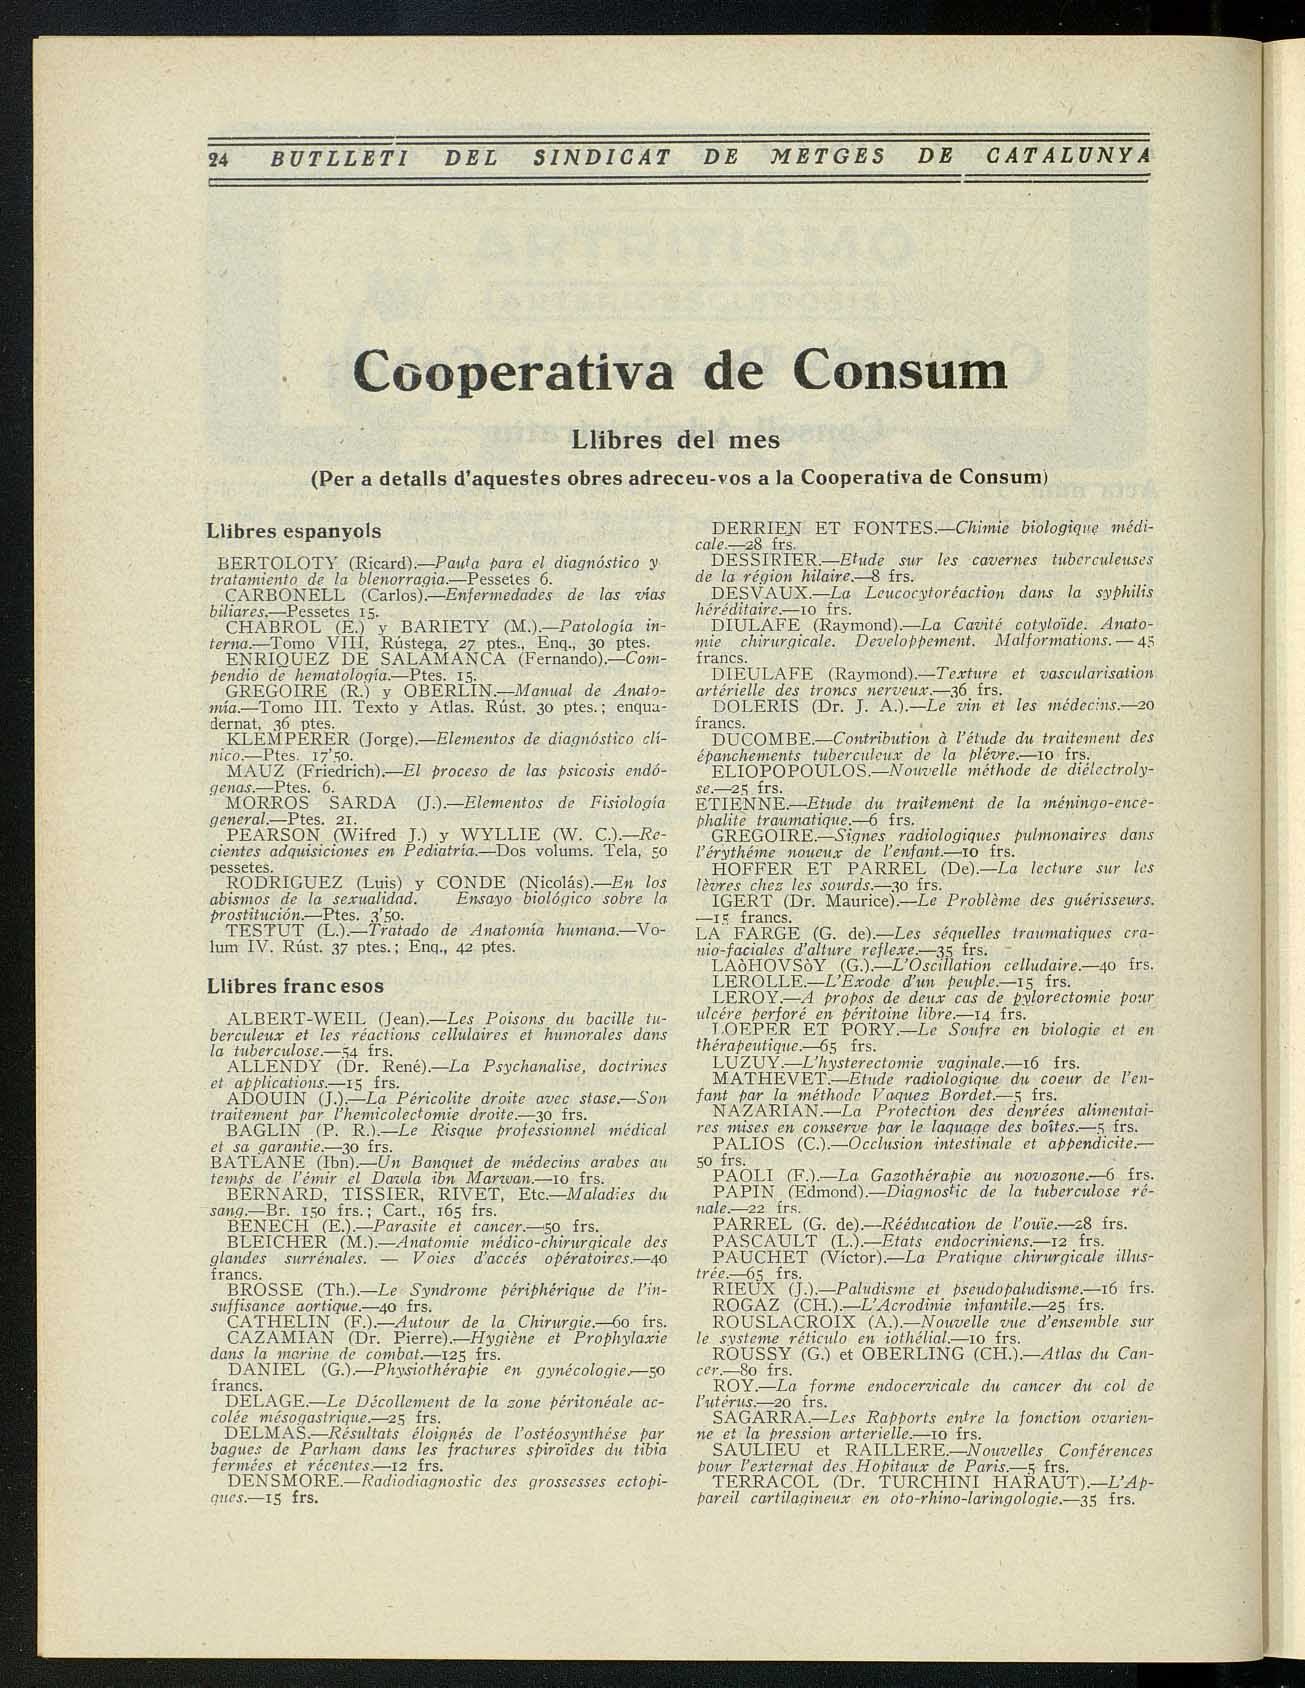 24 BUTLLETI DEL SINDICAT DE METGES DE CATALUNYA
Cooperativa de Consum
Llibres del mes
(Per a detalls d'aquestes obres adreceu-vos a la Cooperativa de Consum)
Llibres espanyols
BERTOLOTY (Ricard).—Pauta para el diagnóstico y
tratamiento de la blenorragia.—Pessetes 6.
CARBONELL (Carlos).—Enfermedades de las vías
biliares.—Pessetes 15.
CHABROL (E.) y BARIETY (M.).—Patología in-
terna.—Tomo VIII, Rústega, 27 ptes., Enq., 30 ptes.
ENRIQUEZ DE SALAMANCA (Fernando).—Com-
pendio de hematología.—Ptes. 15.
GREGOIRE (R.) y OBERLIN.—Manual de Anato-
mía.—Tomo III. Texto y Atlas. Rúst. 30 ptes.; enqua-
dernat, 36 ptes.
KLEMPERER (Jorge).—Elementos de diagnóstico clí-
nico.—Ptes. 17'50.
MAUZ (Friedrich).—El proceso de las psicosis endó-
genas.—Ptes. 6.
MORROS SARDA (J.).—Elementos de Fisiología
general.—Ptes. 21.
PEARSON (Wifred J.) y WYLLIE (W. C.).—Re-
cientes adquisiciones en Pediatría.—Dos volums. Tela, 50
pessetes.
RODRIGUEZ (Luis) y CONDE (Nicolás).—En los
abismos de la sexualidad. Ensayo biológico sobre la
prostitución.—Ptes. 3'50.
TESTUT (L.).—Tratado de Anatomía humana.—Vo-
lum IV. Rúst. 37 ptes.; Enq., 42 ptes.
Llibres francesos
ALBERT-WEIL (Jean).—Les Poisons du bacille tu-
berculeux et les réactions cellulaires et humorales dans
la tuberculose.—54 frs.
ALLENDY (Dr. René).—La Psychanalise, doctrines
et applications.—15 frs.
ADOUIN (J.).—La Péricolite droite avec stase.—Son
traitement par l'hemicolectomie droite.—30 frs.
BAGLIN (P. R.).—Le Risque professionnel médical
et sa garantie.—30 frs.
BATLANE (Ibn).—Un Banquet de médecins arabes au
temps de l'émir el Dawla ibn Marwan.—10 frs.
BERNARD, TISSIER, RIVET, Etc.—Maladies du
sang.—Br. 150 frs.; Cart., 165 frs.
BENECH (E.).—Parasite et cancer.—50 frs.
BLEICHER (M.).—Anatomie médico-chirurgicale des
glandes surrénales. — Voies d'accés opératoires.—40
francs.
BROSSE (Th.).—Le Syndrome périphérique de l'in-
suffisance aortique.—40 frs.
CATHELIN (F.).—Autour de la Chirurgie.—60 frs.
CAZAMIAN (Dr. Pierre).—Hygiène et Prophylaxie
dans la marine de combat.—125 frs.
DANIEL (G.).—Physiothérapie en gynécologie.—50
francs.
DELAGE.—Le Décollement de la zone péritonéale ac-
colée mésogastrique.—25 frs.
DELMAS.—Résultats éloignés de l'ostéosynthése par
bagues de Parham dans les fractures spiroïdes du tibia
fermées et récentes.—12 frs.
DENSMORE.—Radiodiagnostic des grossesses ectopi-
ques.—15 frs.
DERRIEN ET FONTES.—Chimie biologique médi-
cale.—28 frs.
DESSIRIER.—Etude sur les cavernes tuberculeuses
de la région hilaire.—8 frs.
DESVAUX.—La Leucocytoréaction dans la syphilis
héréditaire.—10 frs.
DIULAFE (Raymond).—La Cavité cotyloïde. Anato-
mie chirurgicale. Developpement. Malformations.—45
francs.
DIEULAFE (Raymond).—Texture et vascularisation
artérielle des troncs nerveux.—36 frs.
DOLERIS (Dr. J. A.).—Le vin et les médecins.—20
francs.
DUCOMBE.—Contribution à l'étude du traitement des
épanchements tuberculeux de la plévre.—10 frs.
ELIOPOPOULOS.—Nouvelle méthode de diélectroly-
se.—25 frs.
ETIENNE.—Etude du traitement de la méningo-ence-
phalite traumatique.—6 frs.
GREGOIRE.—Signes radiologiques pulmonaires dans
l'érythéme noueux de l'enfant.—10 frs.
HOFFER ET PARREL (De).—La lecture sur les
lèvres chez les sourds.—30 frs.
IGERT (Dr. Maurice).—Le Problème des guérisseurs.
—15 francs.
LA FARGE (G. de).—Les séquelles traumatiques cra-
nio-faciales d'alture reflexe.—35 frs.
LAòHOVSòY (G.).—L'Oscillation celludaire.—40 frs.
LEROLLE.—L'Exode d'un peuple.—15 frs.
LEROY.—A propos de deux cas de pylorectomie pour
ulcére perforé en péritoine libre.—14 frs.
LOEPER ET PORY.—Le Soufre en biologie et en
thérapeutique.—65 frs.
LUZUY.—L'hysterectomie vaginale.—16 frs.
MATHEVET.—Etude radiologique du coeur de l'en-
fant par la méthode Vaquez Bordet.—5 frs.
NAZARIAN.—La Protection des denrées alimentai-
res mises en conserve par le laquage des boîtes.—5 frs.
PALIOS (C.).—Occlusion intestinale et appendicite.—
50 frs.
PAOLI (F.).—La Gazothérapie au novozone.—6 frs.
PAPIN (Edmond).—Diagnostic de la tuberculose ré-
nale.—22 frs.
PARREL (G. de).—Rééducation de l'ouïe.—28 frs.
PASCAULT (L.).—Etats endocriniens.—12 frs.
PAUCHET (Víctor).—La Pratique chirurgicale illus-
trée.—65 frs.
RIEUX (J.).—Paludisme et pseudopaludisme.—16 frs.
ROGAZ (CH.).—L'Acrodinie infantile.—25 frs.
ROUSLACROIX (A.).—Nouvelle vue d'ensemble sur
le systeme réticulo en iothélial.—10 frs.
ROUSSY (G.) et OBERLING (CH.).—Atlas du Can-
cer.—80 frs.
ROY.—La forme endocervicale du cancer du col de
l'utérus.—20 frs.
SAGARRA.—Les Rapports entre la fonction ovarien-
ne et la pression arterielle.—10 frs.
SAULIEU et RAILLERE.—Nouvelles Conférences
pour l'externat des Hopitaux de Paris.—5 frs.
TERRACOL (Dr. TURCHINI HARAUT).—L'Ap-
pareil cartilagineux en oto-rhino-laringologie.—35 frs.